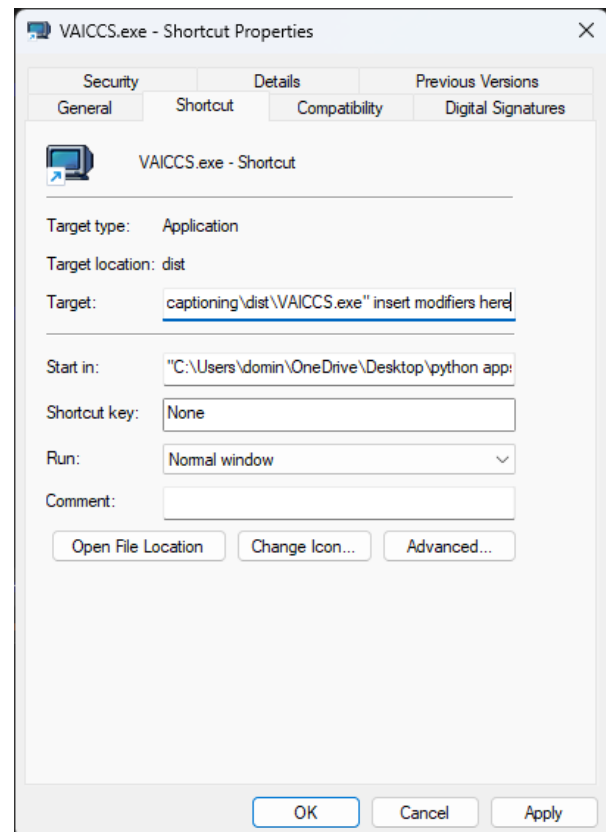 VAICCS.exe - Shortcut Properties
Security Details Previous Versions
General Shortcut Compatibility Digital Signatures
VAICCS.exe - Shortcut
Target type: Application
Target location: dist
Target: captioning\dist\VAICCS.exe" insert modifiers here
Start in: "C:\Users\domin\OneDrive\Desktop\python apps
Shortcut key: None
Run: Normal window
Comment:
Open File Location Change Icon... Advanced...
OK Cancel Apply